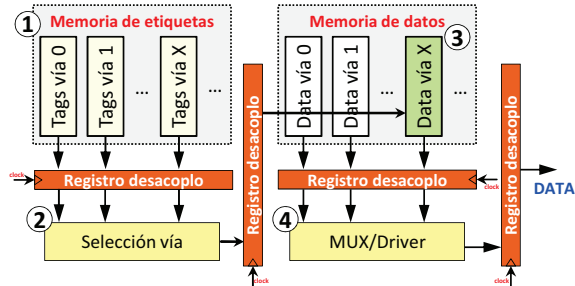 1
Memoria de etiquetas
Tags vía 0
Tags vía 1
...
Tags vía X
...
Registro desacoplo
clock
2
Selección vía
Registro desacoplo
clock
Memoria de datos
3
Data vía 0
Data vía 1
...
Data vía X
...
Registro desacoplo
clock
4
MUX/Driver
Registro desacoplo
clock
DATA